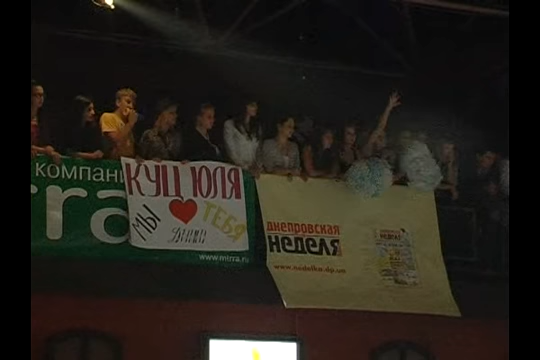 компани
rra
www.mirra.ru
КУЦ ЮЛЯ
МЫ ТЕБЯ
ДНЕПРОВСКАЯ
НЕДЕЛЯ
www.nedelka-dp.ua